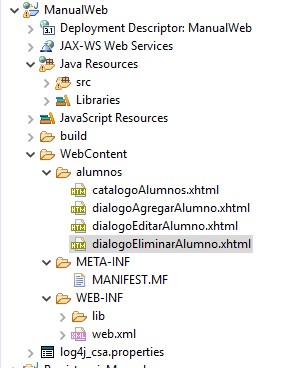 ManualWeb
Deployment Descriptor: ManualWeb
JAX-WS Web Services
Java Resources
src
Libraries
JavaScript Resources
build
WebContent
alumnos
catalogoAlumnos.xhtml
dialogoAgregarAlumno.xhtml
dialogoEditarAlumno.xhtml
dialogoEliminarAlumno.xhtml
META-INF
MANIFEST.MF
WEB-INF
lib
web.xml
log4j_csa.properties